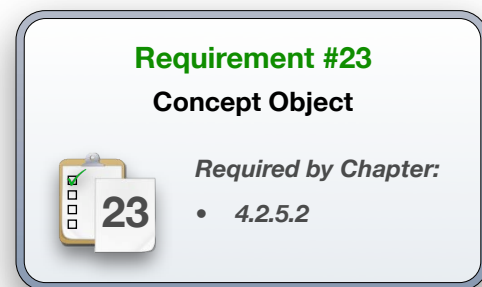 Requirement #23
Concept Object
Required by Chapter:
23
• 4.2.5.2